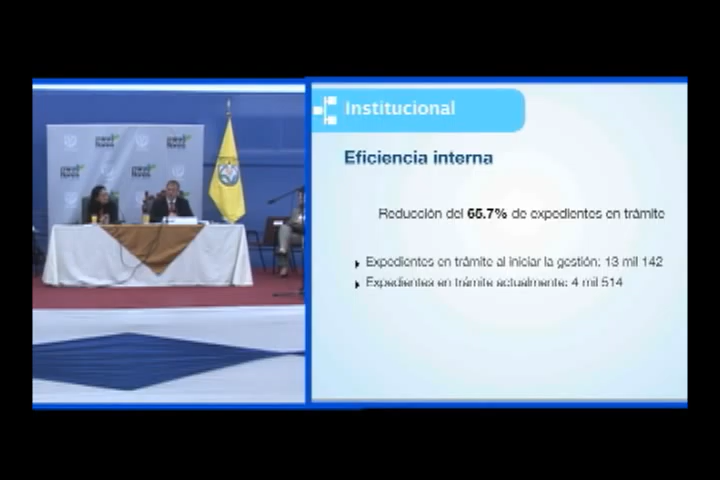 Institucional
Eficiencia interna
Reducción del 65.7% de expedientes en trámite
Expedientes en trámite al iniciar la gestión: 13 mil 142
Expedientes en trámite actualmente: 4 mil 514